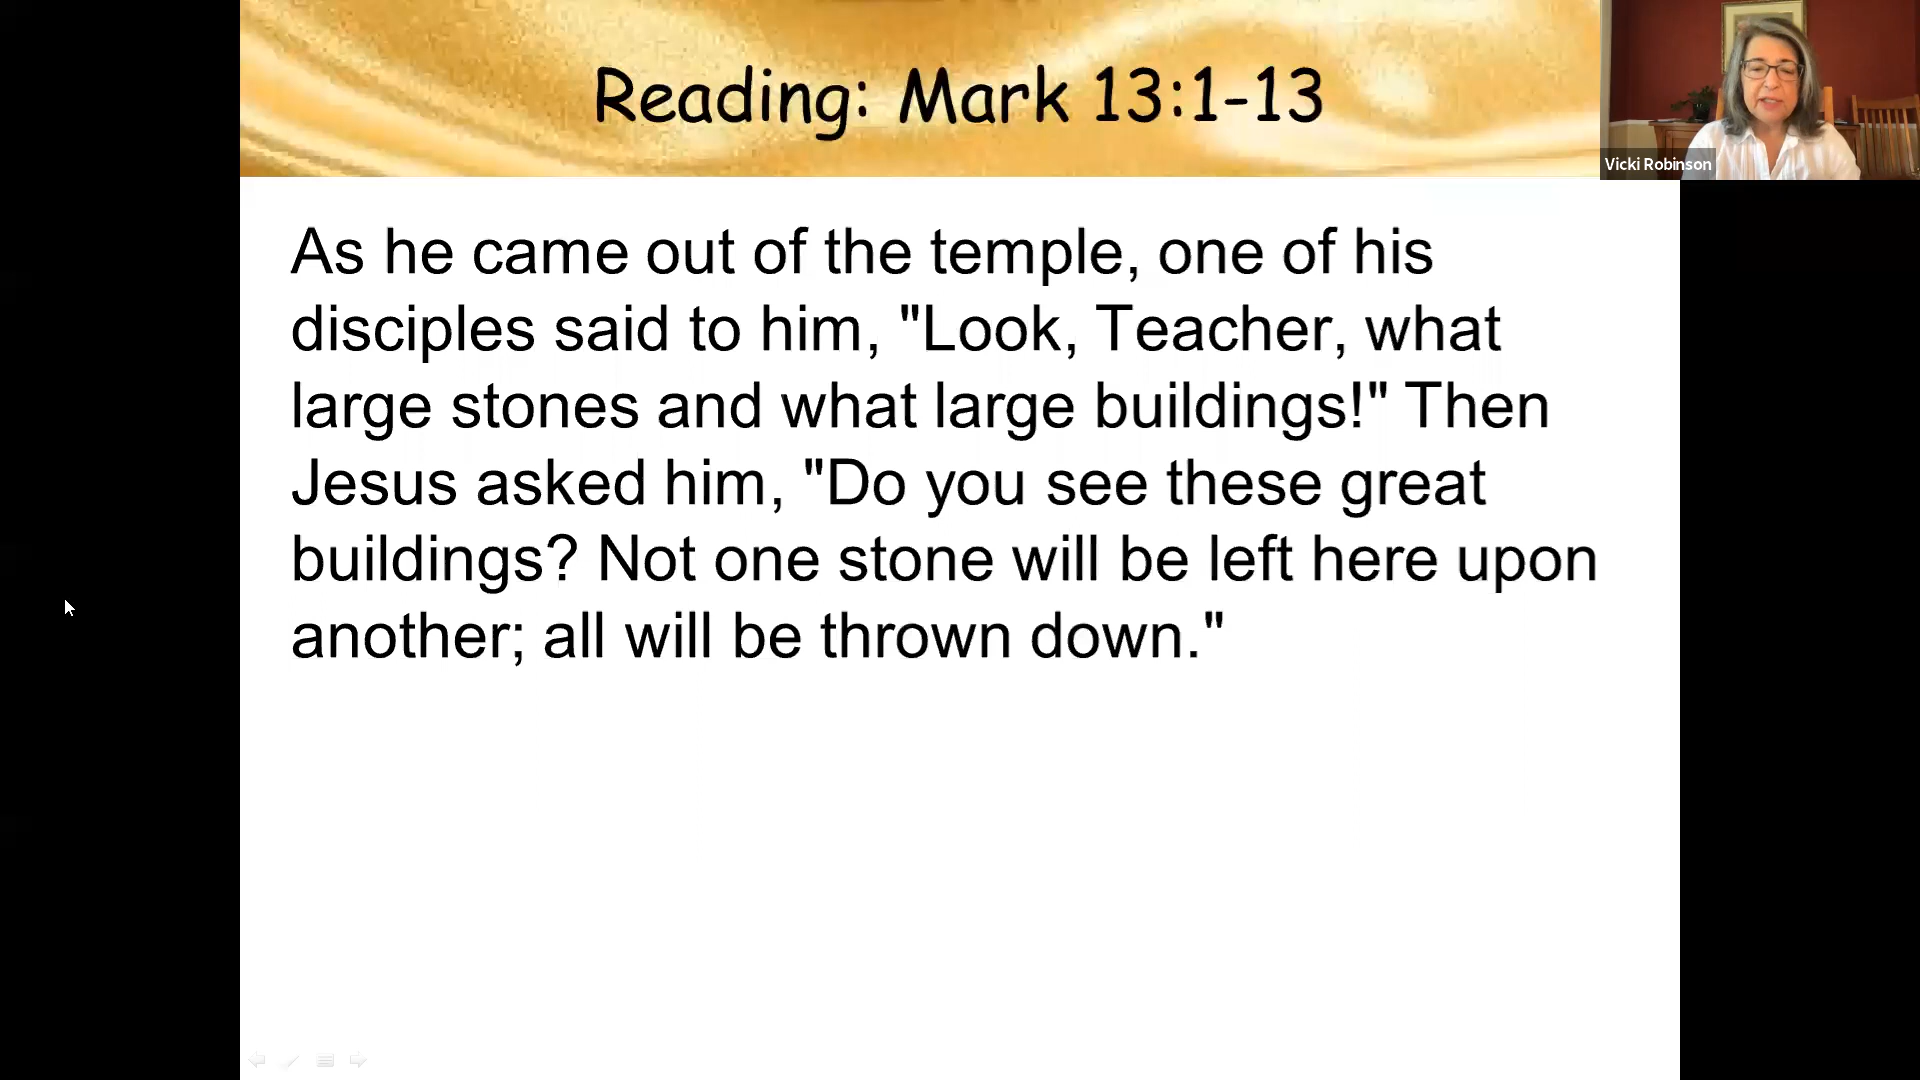 Reading: Mark 13:1-13
Vicki Robinson
As he came out of the temple, one of his
disciples said to him, "Look, Teacher, what
large stones and what large buildings!" Then
Jesus asked him, "Do you see these great
buildings? Not one stone will be left here upon
another; all will be thrown down."